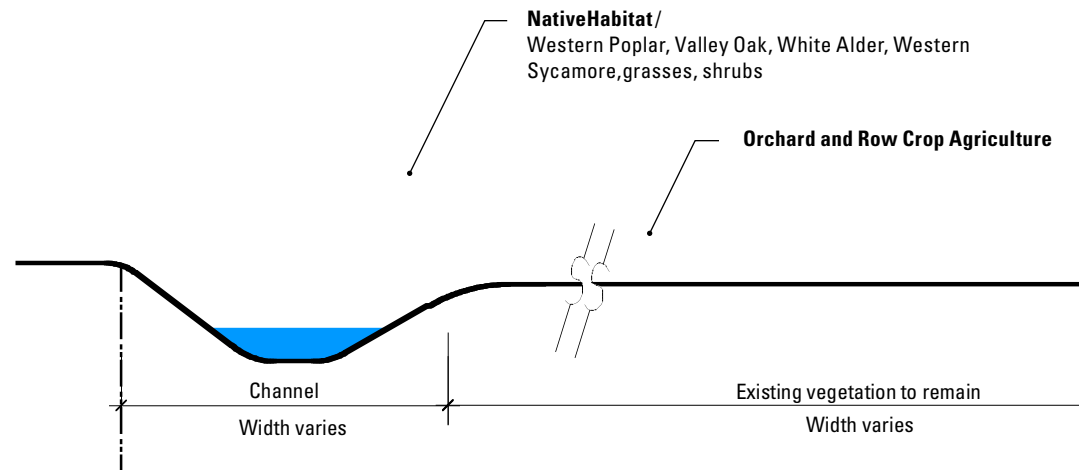 NativeHabitat/
Western Poplar, Valley Oak, White Alder, Western
Sycamore,grasses, shrubs
Orchard and Row Crop Agriculture
Channel
Width varies
Existing vegetation to remain
Width varies